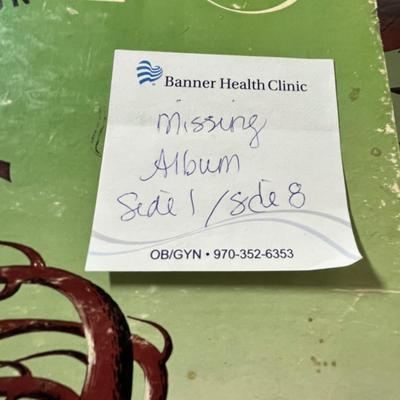 Banner Health Clinic
missing
Album
Side 1 / Side 8
OB/GYN • 970-352-6353